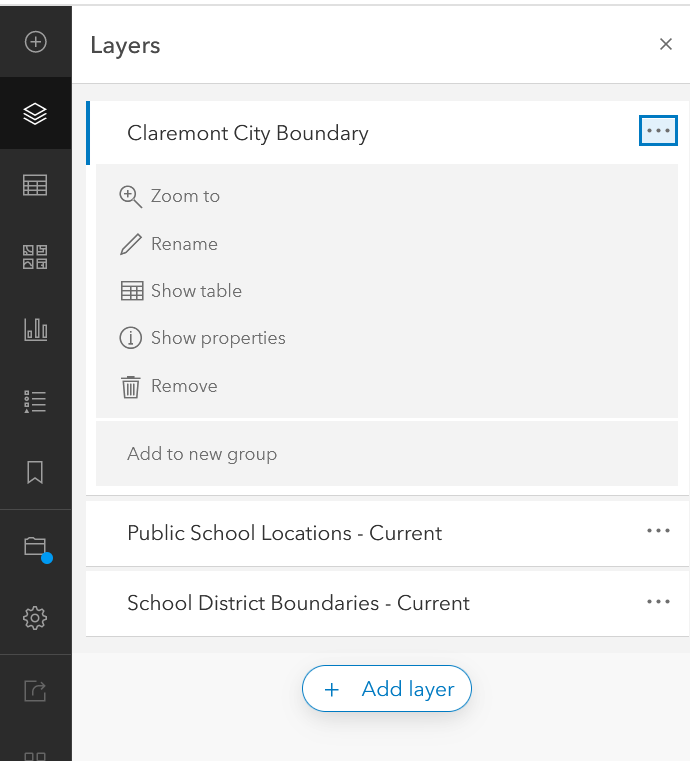 Layers
Claremont City Boundary
Zoom to
Rename
Show table
Show properties
Remove
Add to new group
Public School Locations - Current
School District Boundaries - Current
+ Add layer